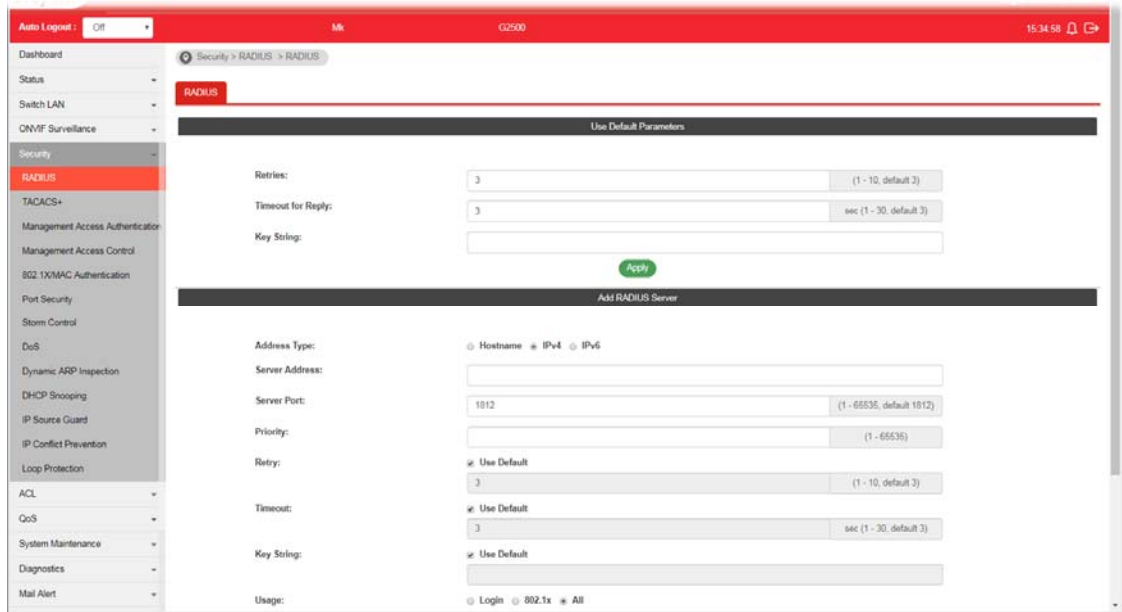 Auto Logout : Off Mk G2500 15:34:58
Dashboard
Status
Switch LAN
ONVIF Surveillance
Security
RADIUS
TACACS+
Management Access Authentication
Management Access Control
802.1X/MAC Authentication
Port Security
Storm Control
DoS
Dynamic ARP Inspection
DHCP Snooping
IP Source Guard
IP Conflict Prevention
Loop Protection
ACL
QoS
System Maintenance
Diagnostics
Mail Alert
Security > RADIUS > RADIUS
RADIUS
Use Default Parameters
Retries: 3 (1 - 10, default 3)
Timeout for Reply: 3 sec (1 - 30, default 3)
Key String:
Apply
Add RADIUS Server
Address Type: Hostname IPv4 IPv6
Server Address:
Server Port: 1812 (1 - 65535, default 1812)
Priority: (1 - 65535)
Retry: Use Default
3 (1 - 10, default 3)
Timeout: Use Default
3 sec (1 - 30, default 3)
Key String: Use Default
Usage: Login 802.1x All